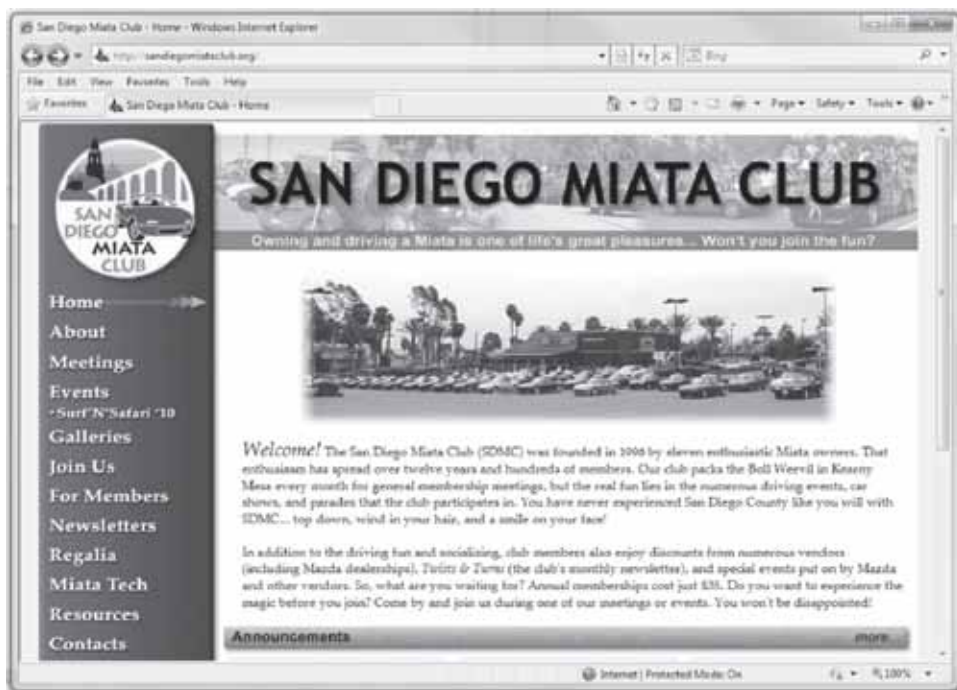 San Diego Miata Club - Home - Windows Internet Explorer
http://sandiegomiataclub.org/
Bing
File Edit View Favorites Tools Help
Favorites San Diego Miata Club - Home
Page Safety Tools
SAN DIEGO MIATA CLUB
SAN DIEGO MIATA CLUB
Owning and driving a Miata is one of life's great pleasures... Won't you join the fun?
Home
About
Meetings
Events
Surf'N'Safari '10
Galleries
Join Us
For Members
Newsletters
Regalia
Miata Tech
Resources
Contacts
Welcome! The San Diego Miata Club (SDMC) was founded in by eleven enthusiastic Miata owners. That
enthusiasm has spread over twelve years and hundreds of members. Our club packs the Boll Weevil in Kearny
Mesa every month for general membership meetings, but the real fun lies in the numerous driving events, car
shows, and parades that the club participates in. You have never experienced San Diego County like you will with
SDMC... top down, wind in your hair, and a smile on your face!
In addition to the driving fun and socializing, club members also enjoy discounts from numerous vendors
(including Mazda dealerships), Twists & Turns (the club's monthly newsletter), and special events put on by Mazda
and other vendors. So, what are you waiting for? Annual memberships cost just Do you want to experience the
magic before you join? Come by and join us during one of our meetings or events. You won't be disappointed!
Announcements more...
Internet | Protected Mode: On 100%